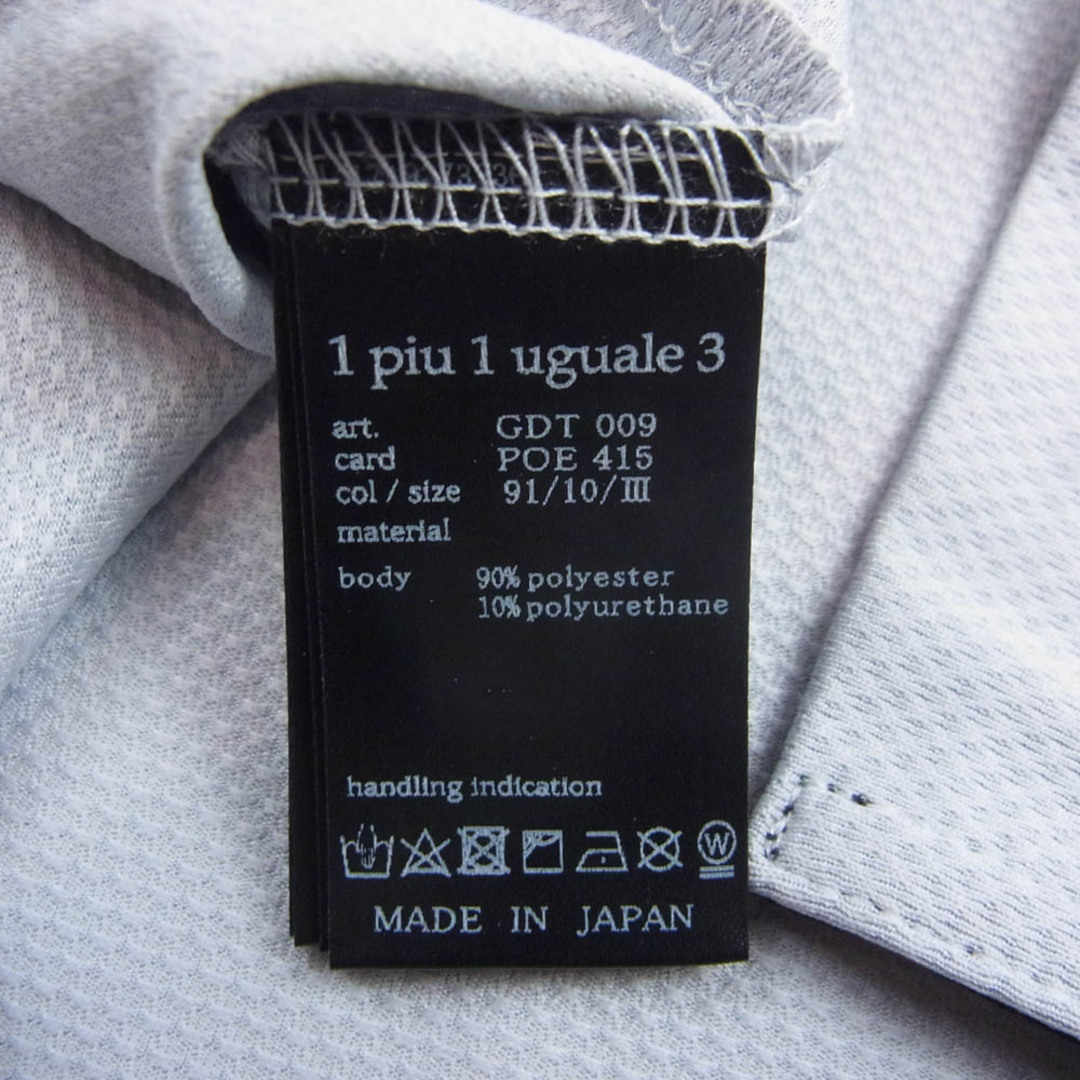 1 piu 1 uguale 3
art. GDT 009
card POE 415
col / size 91/10/III
material
body 90% polyester
10% polyurethane
handling indication
W
MADE IN JAPAN